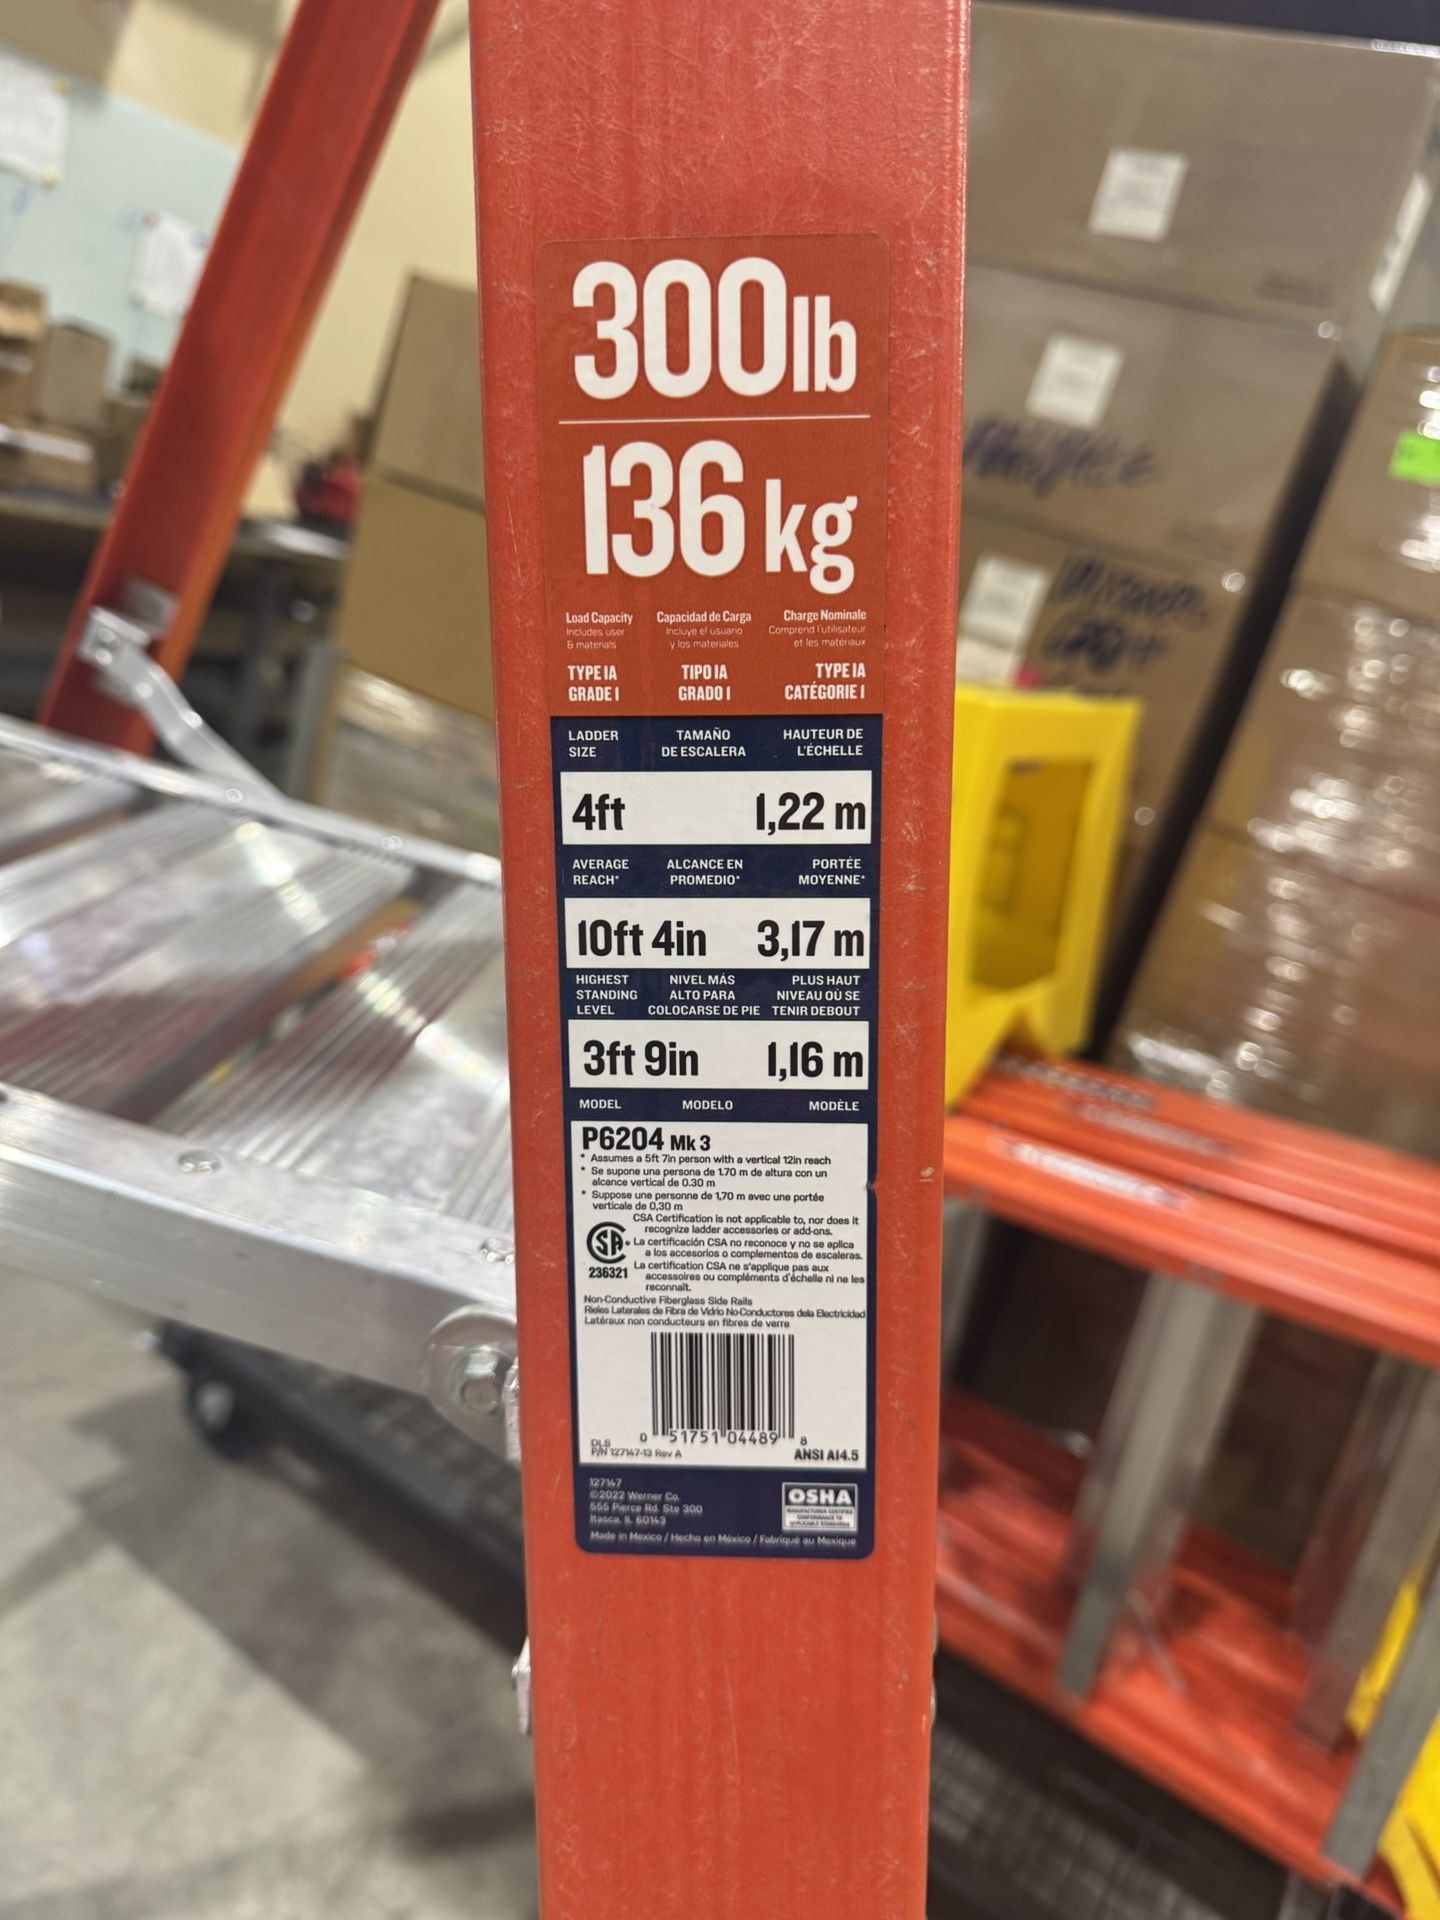 300lb
136 kg
Load Capacity Capacidad de Carga Charge Nominale
Includes user Incluye el usuario Comprend l'utilisateur
& materials y los materiales et les materiaux
TYPE IA TIPO IA TYPE IA
GRADE I GRADO I CATÉGORIE I
LADDER TAMAÑO HAUTEUR DE
SIZE DE ESCALERA L'ÉCHELLE
4ft 1,22 m
AVERAGE ALCANCE EN PORTÉE
REACH* PROMEDIO* MOYENNE*
10ft 4in 3,17 m
HIGHEST NIVEL MÁS PLUS HAUT
STANDING ALTO PARA NIVEAU OÙ SE
LEVEL COLOCARSE DE PIE TENIR DEBOUT
3ft 9in 1,16 m
MODEL MODELO MODÈLE
P6204 Mk 3
* Assumes a 5ft 7in person with a vertical 12in reach
* Se supone una persona de 1.70 m de altura con un
alcance vertical de 0.30 m
* Suppose une personne de 1,70 m avec une portée
verticale de 0,30 m
CSA Certification is not applicable to, nor does it
recognize ladder accessories or add-ons.
La certificación CSA no reconoce y no se aplica
a los accesorios o complementos de escaleras.
La certification CSA ne s'applique pas aux
accessoires ou compléments d'échelle ni ne les
reconnaît.
236321
Non-Conductive Fiberglass Side Rails
Rieles Laterales de Fibra de Vidrio No-Conductores dela Electricidad
Latéraux non conducteurs en fibres de verre
0 51751 04489 8
DLS
P/N 127147-13 Rev A ANSI A14.5
127147
©2022 Werner Co.
555 Pierce Rd. Ste 300
Itasca, IL 60143
OSHA
MANUFACTURER CERTIFIES
CONFORMANCE TO
APPLICABLE STANDARDS
Made in Mexico / Hecho en México / Fabriqué au Mexique